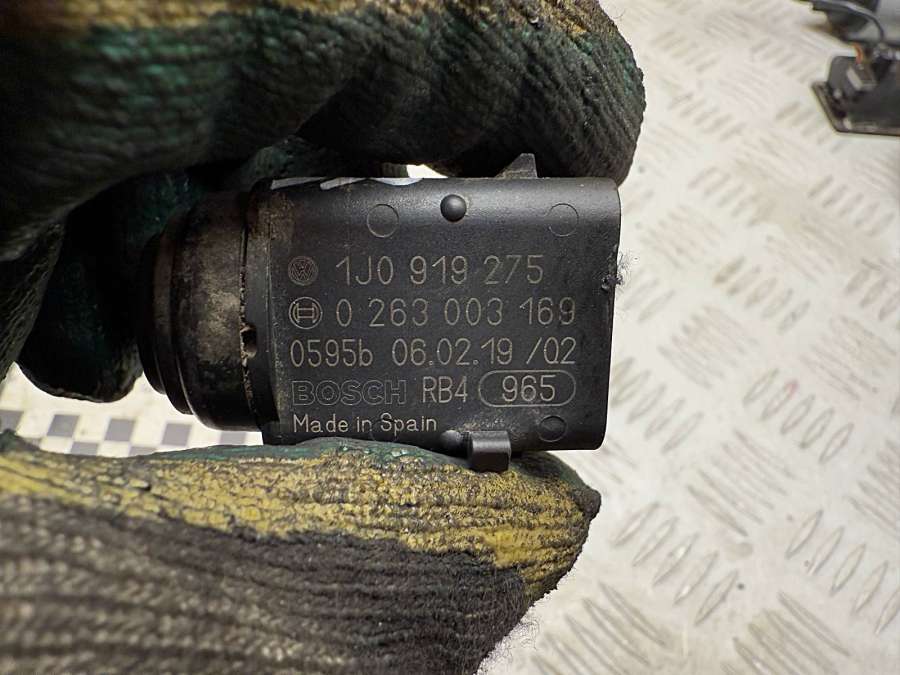 1J0 919 275
0 263 003 169
0595b 06.02.19 /02
BOSCH RB4 965
Made in Spain